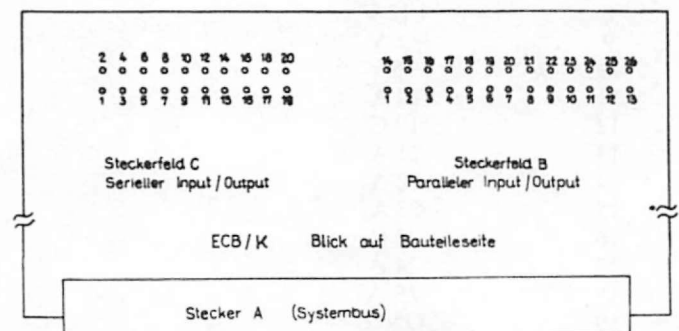 2 4 6 8 10 12 14 16 18 20
1 3 5 7 9 11 13 15 17 19
14 15 16 17 18 19 20 21 22 23 24 25 26
1 2 3 4 5 6 7 8 9 10 11 12 13
Steckerfeld C
Serieller Input / Output
Steckerfeld B
Paralleler Input / Output
ECB / K Blick auf Bauteileseite
Stecker A (Systembus)